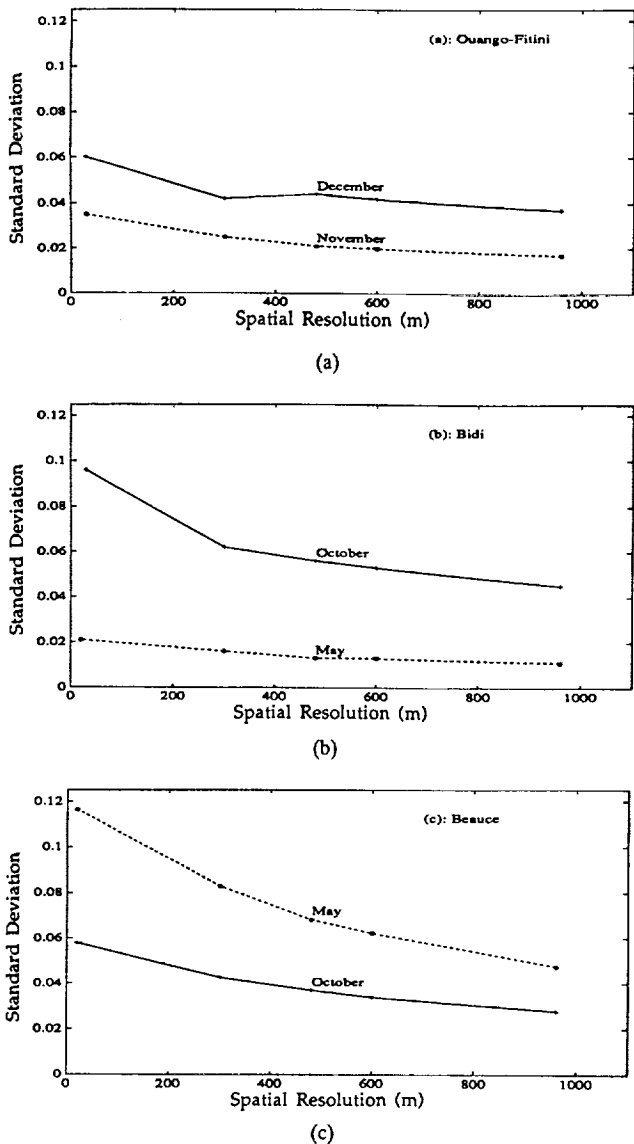 (a): Ouango-Fitini
Standard Deviation
0.12
0.1
0.08
0.06
0.04
0.02
0
December
November
0 200 400 600 800 1000
Spatial Resolution (m)
(a)
(b): Bidi
Standard Deviation
0.12
0.1
0.08
0.06
0.04
0.02
0
October
May
0 200 400 600 800 1000
Spatial Resolution (m)
(b)
(c): Beauce
Standard Deviation
0.12
0.1
0.08
0.06
0.04
0.02
0
May
October
0 200 400 600 800 1000
Spatial Resolution (m)
(c)